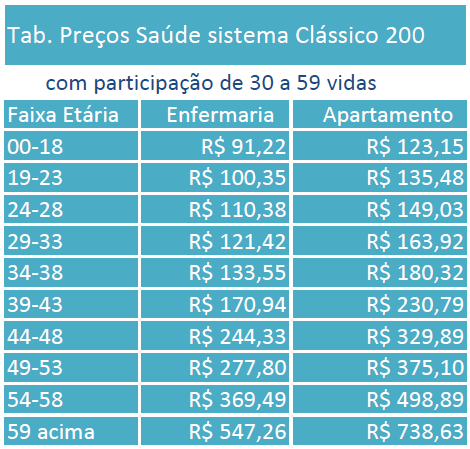 Tab. Preços Saúde sistema Clássico 200
com participação de 30 a 59 vidas
Faixa Etária Enfermaria Apartamento
00-18 R$ 91,22 R$ 123,15
19-23 R$ 100,35 R$ 135,48
24-28 R$ 110,38 R$ 149,03
29-33 R$ 121,42 R$ 163,92
34-38 R$ 133,55 R$ 180,32
39-43 R$ 170,94 R$ 230,79
44-48 R$ 244,33 R$ 329,89
49-53 R$ 277,80 R$ 375,10
54-58 R$ 369,49 R$ 498,89
59 acima R$ 547,26 R$ 738,63